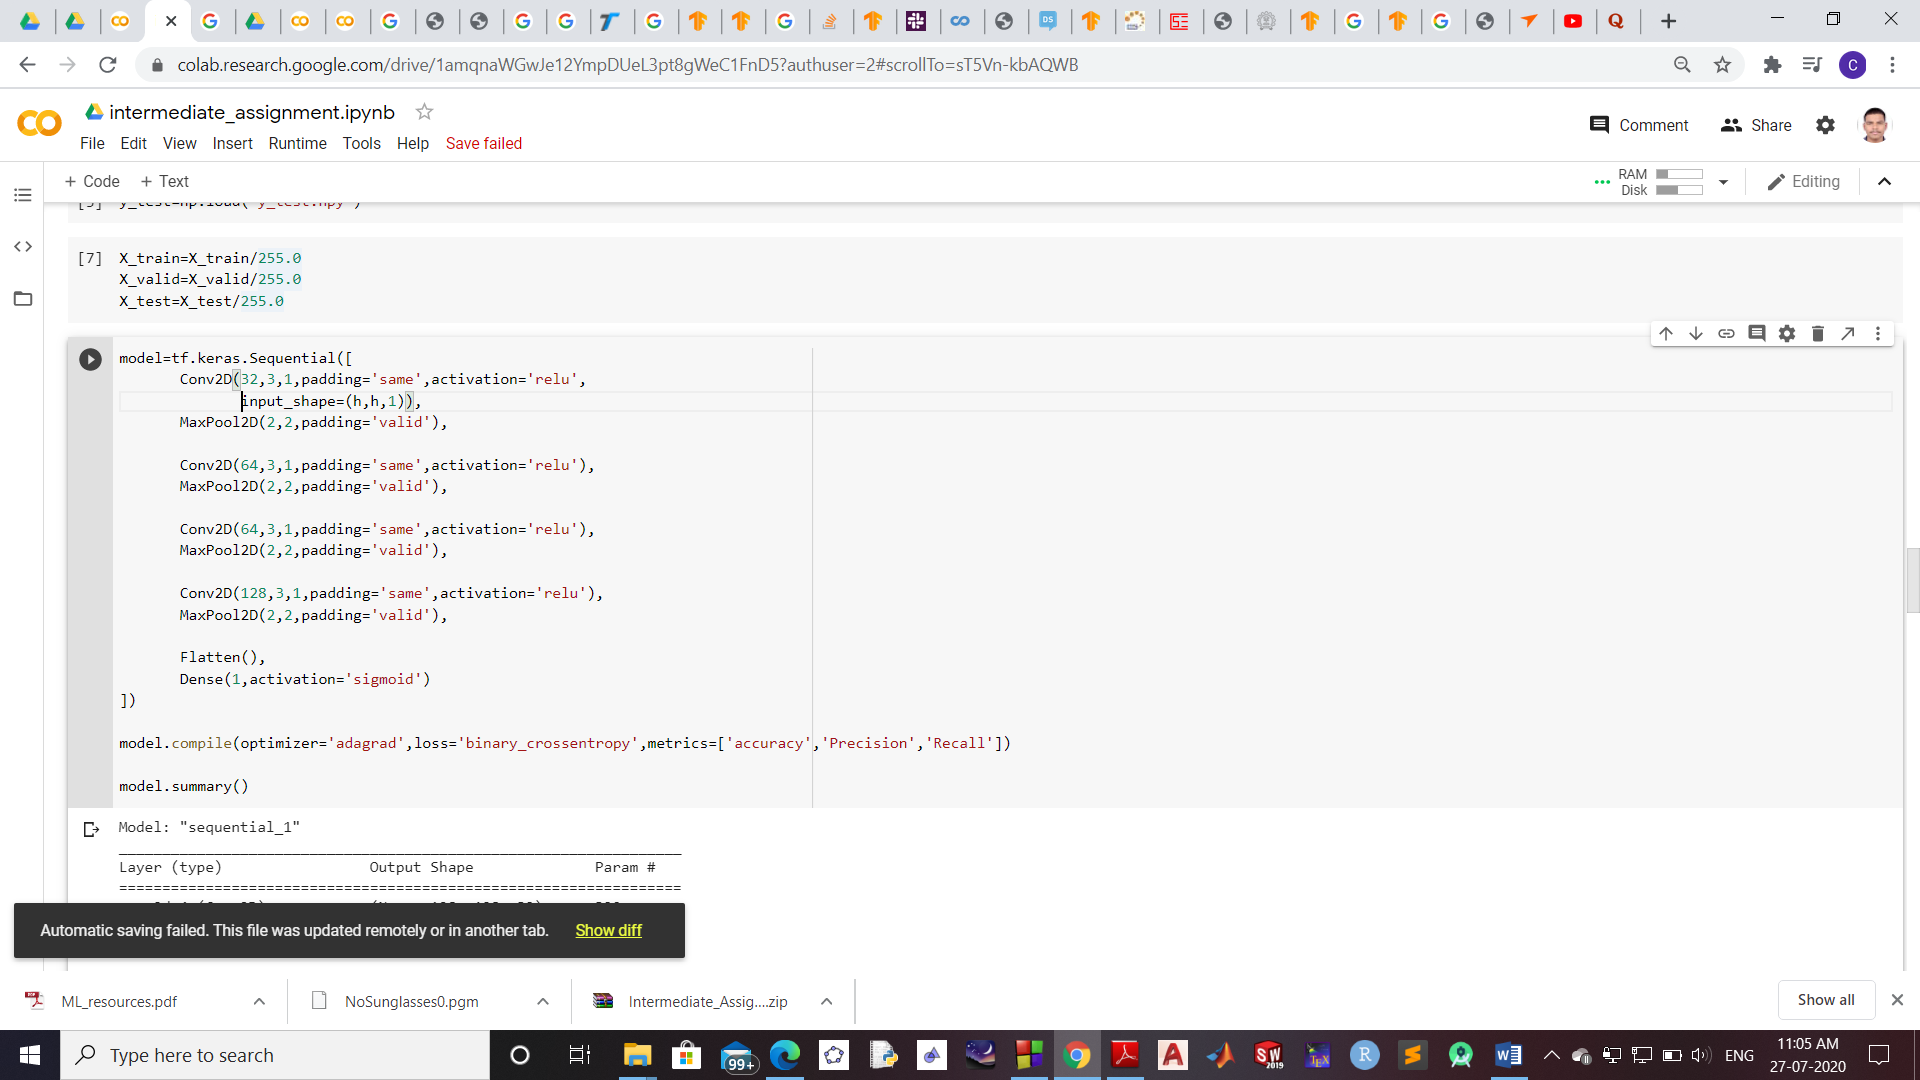 colab.research.google.com/drive/1amqnaWGwJe12YmpDUeL3pt8gWeC1FnD5?authuser=2#scrollTo=sT5Vn-kbAQWB
C
CO intermediate_assignment.ipynb
Comment Share
File Edit View Insert Runtime Tools Help Save failed
+ Code + Text
RAM
Disk
Editing
[7] X_train=X_train/255.0
X_valid=X_valid/255.0
X_test=X_test/255.0
model=tf.keras.Sequential([
Conv2D(32,3,1,padding='same',activation='relu',
input_shape=(h,h,1)),
MaxPool2D(2,2,padding='valid'),
Conv2D(64,3,1,padding='same',activation='relu'),
MaxPool2D(2,2,padding='valid'),
Conv2D(64,3,1,padding='same',activation='relu'),
MaxPool2D(2,2,padding='valid'),
Conv2D(128,3,1,padding='same',activation='relu'),
MaxPool2D(2,2,padding='valid'),
Flatten(),
Dense(1,activation='sigmoid')
])
model.compile(optimizer='adagrad',loss='binary_crossentropy',metrics=['accuracy','Precision','Recall'])
model.summary()
Model: "sequential_1"
Layer (type) Output Shape Param #
Automatic saving failed. This file was updated remotely or in another tab. Show diff
ML_resources.pdf NoSunglasses0.pgm Intermediate_Assig....zip Show all
Type here to search
99+
SW 2019
ENG
11:05 AM
27-07-2020